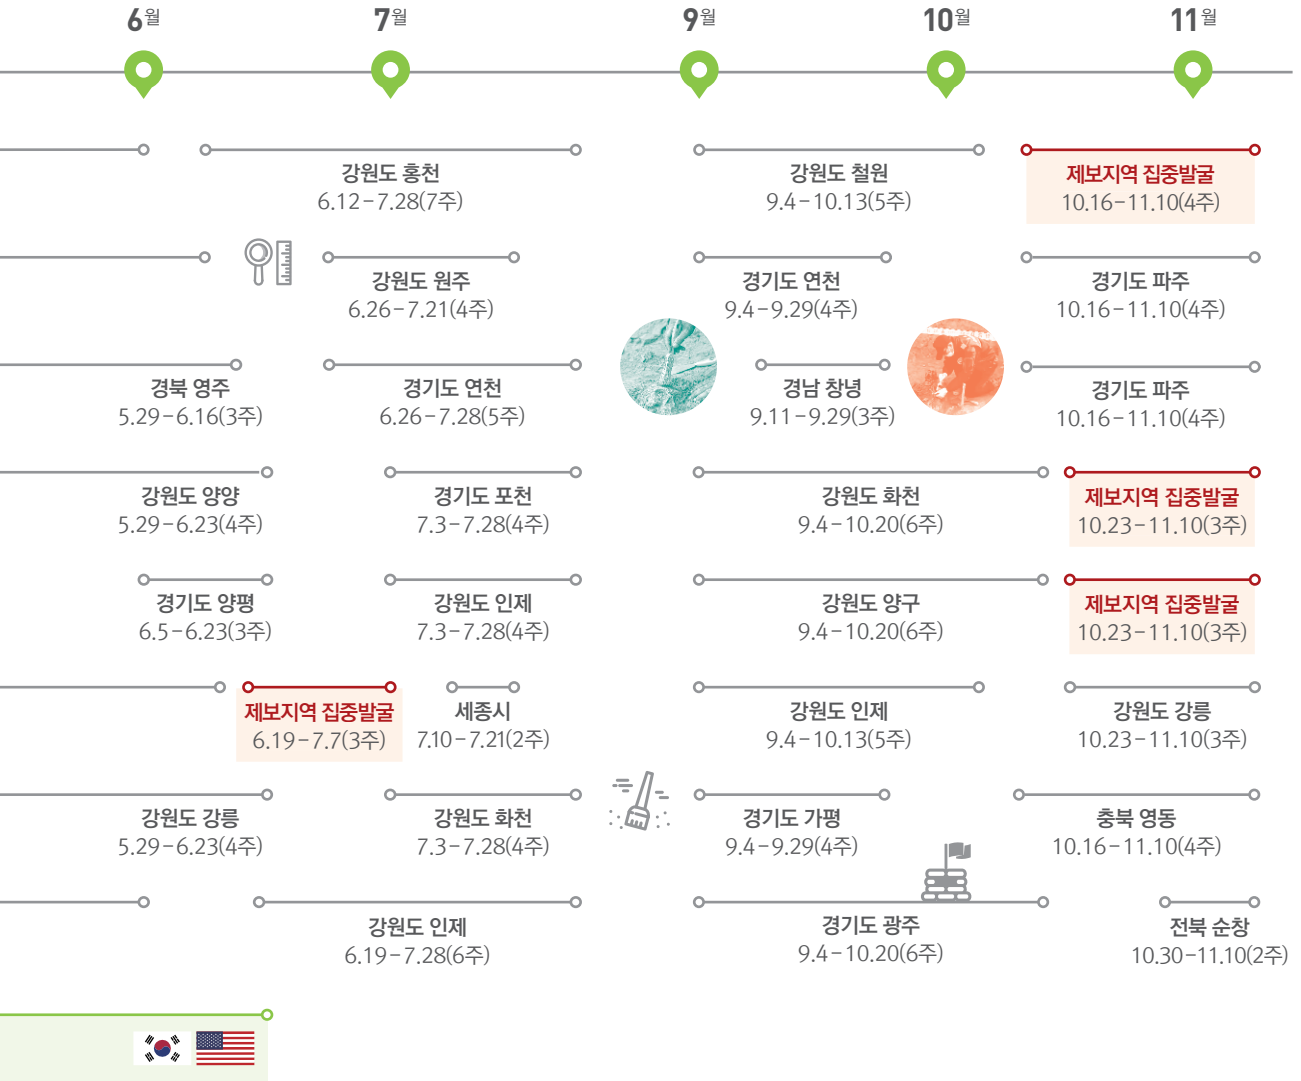 6월 7월 9월 10월 11월
강원도 홍천 강원도 철원 제보지역 집중발굴
6.12-7.28(7주) 9.4-10.13(5주) 10.16-11.10(4주)
강원도 원주 경기도 연천 경기도 파주
6.26-7.21(4주) 9.4-9.29(4주) 10.16-11.10(4주)
경북 영주 경기도 연천 경남 창녕 경기도 파주
5.29-6.16(3주) 6.26-7.28(5주) 9.11-9.29(3주) 10.16-11.10(4주)
강원도 양양 경기도 포천 강원도 화천 제보지역 집중발굴
5.29-6.23(4주) 7.3-7.28(4주) 9.4-10.20(6주) 10.23-11.10(3주)
경기도 양평 강원도 인제 강원도 양구 제보지역 집중발굴
6.5-6.23(3주) 7.3-7.28(4주) 9.4-10.20(6주) 10.23-11.10(3주)
제보지역 집중발굴 세종시 강원도 인제 강원도 강릉
6.19-7.7(3주) 7.10-7.21(2주) 9.4-10.13(5주) 10.23-11.10(3주)
강원도 강릉 강원도 화천 경기도 가평 충북 영동
5.29-6.23(4주) 7.3-7.28(4주) 9.4-9.29(4주) 10.16-11.10(4주)
강원도 인제 경기도 광주 전북 순창
6.19-7.28(6주) 9.4-10.20(6주) 10.30-11.10(2주)